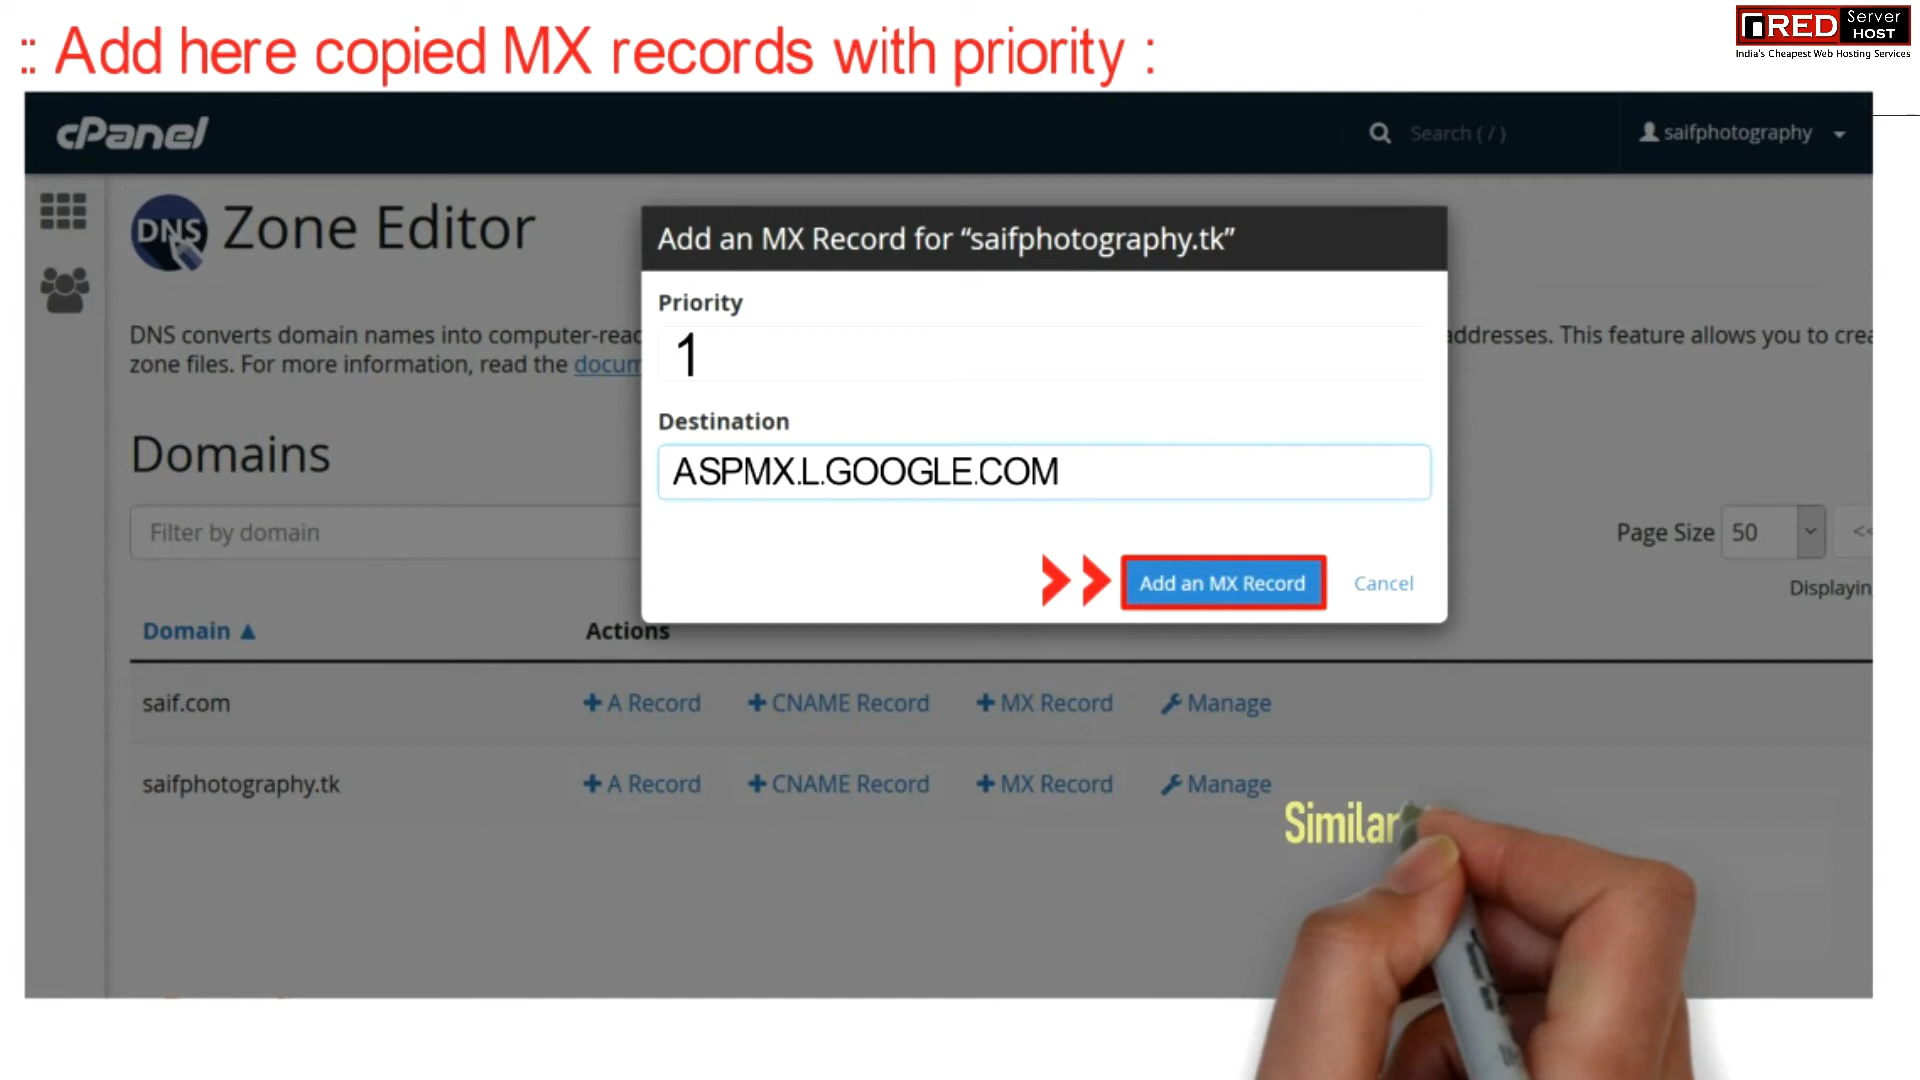 :: Add here copied MX records with priority :
RED Server HOST
India's Cheapest Web Hosting Services
cPanel
Search ( / )
saifphotography
DNS
Zone Editor
Add an MX Record for “saifphotography.tk”
Priority
1
DNS converts domain names into computer-reac
addresses. This feature allows you to crea
zone files. For more information, read the docum
Destination
ASPMX.L.GOOGLE.COM
Domains
Filter by domain
Page Size 50 <<
Add an MX Record
Cancel
Displayin
Domain ▲ Actions
saif.com + A Record + CNAME Record + MX Record Manage
saifphotography.tk + A Record + CNAME Record + MX Record Manage
Similar